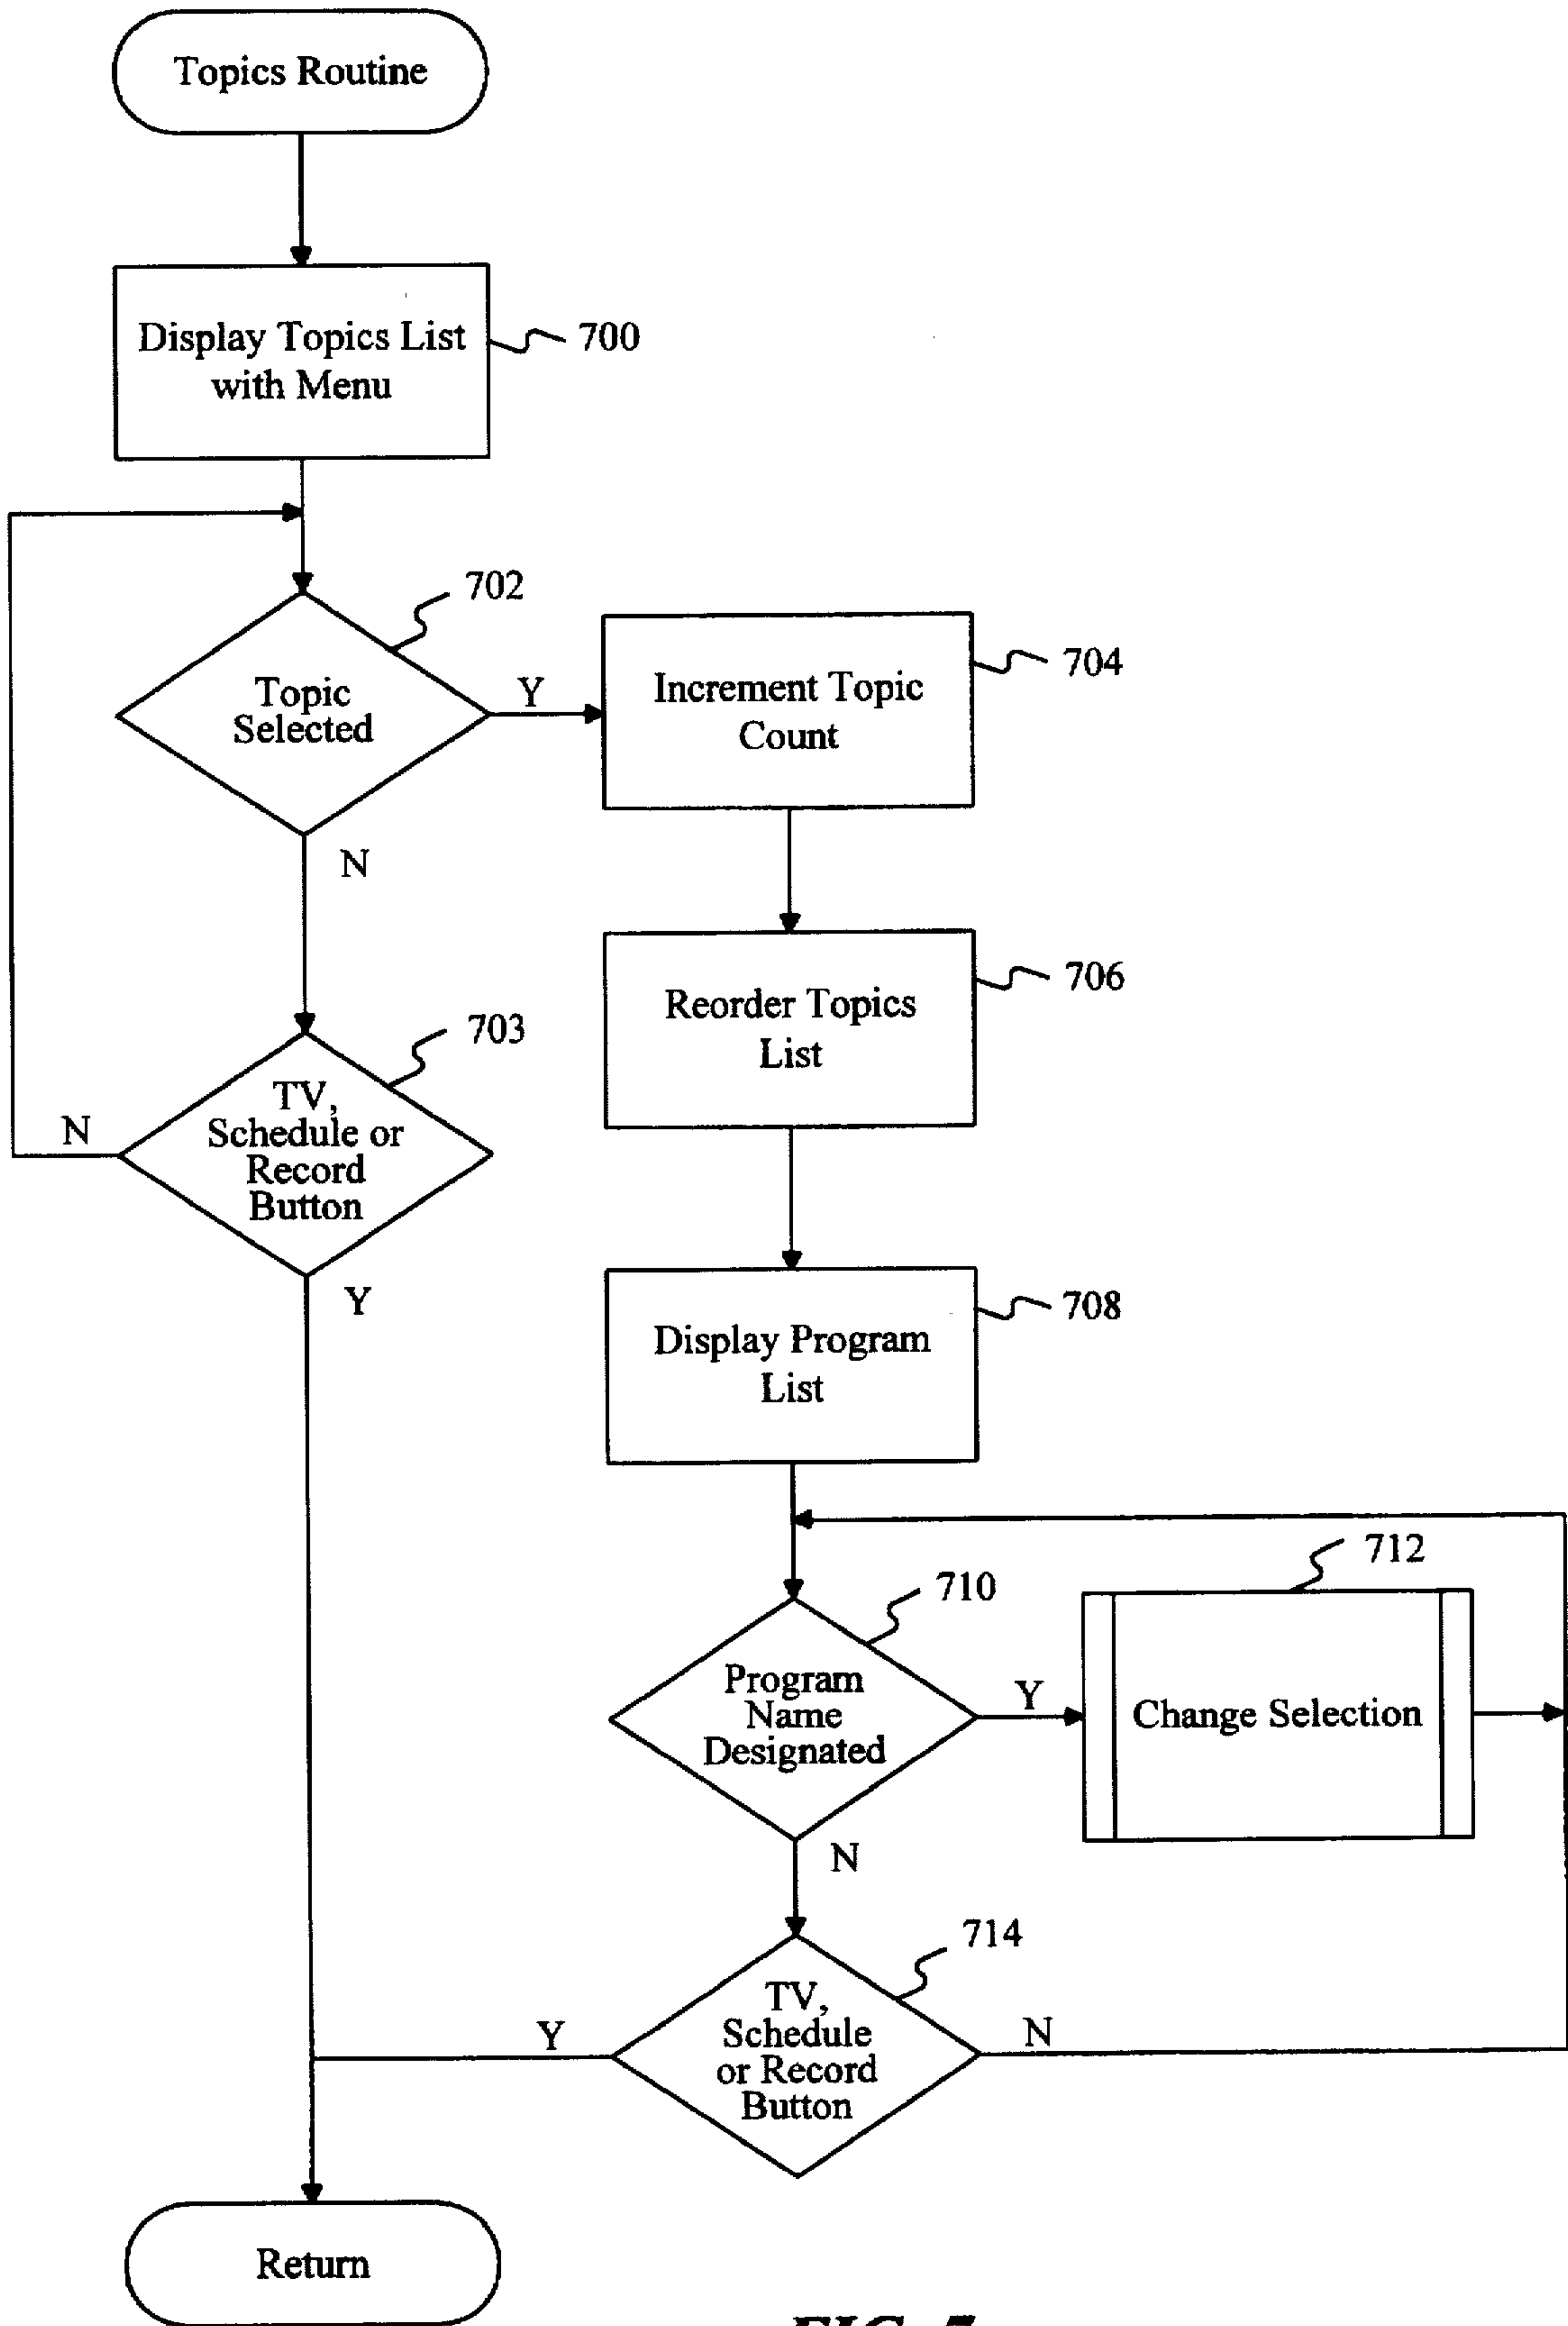 Topics Routine
Display Topics List
with Menu
700
702
Topic
Selected
Y
N
Increment Topic
Count
704
Reorder Topics
List
706
703
TV,
Schedule or
Record
Button
N
Y
Display Program
List
708
710
Program
Name
Designated
Y
N
712
Change Selection
714
TV,
Schedule
or Record
Button
Y
N
Return